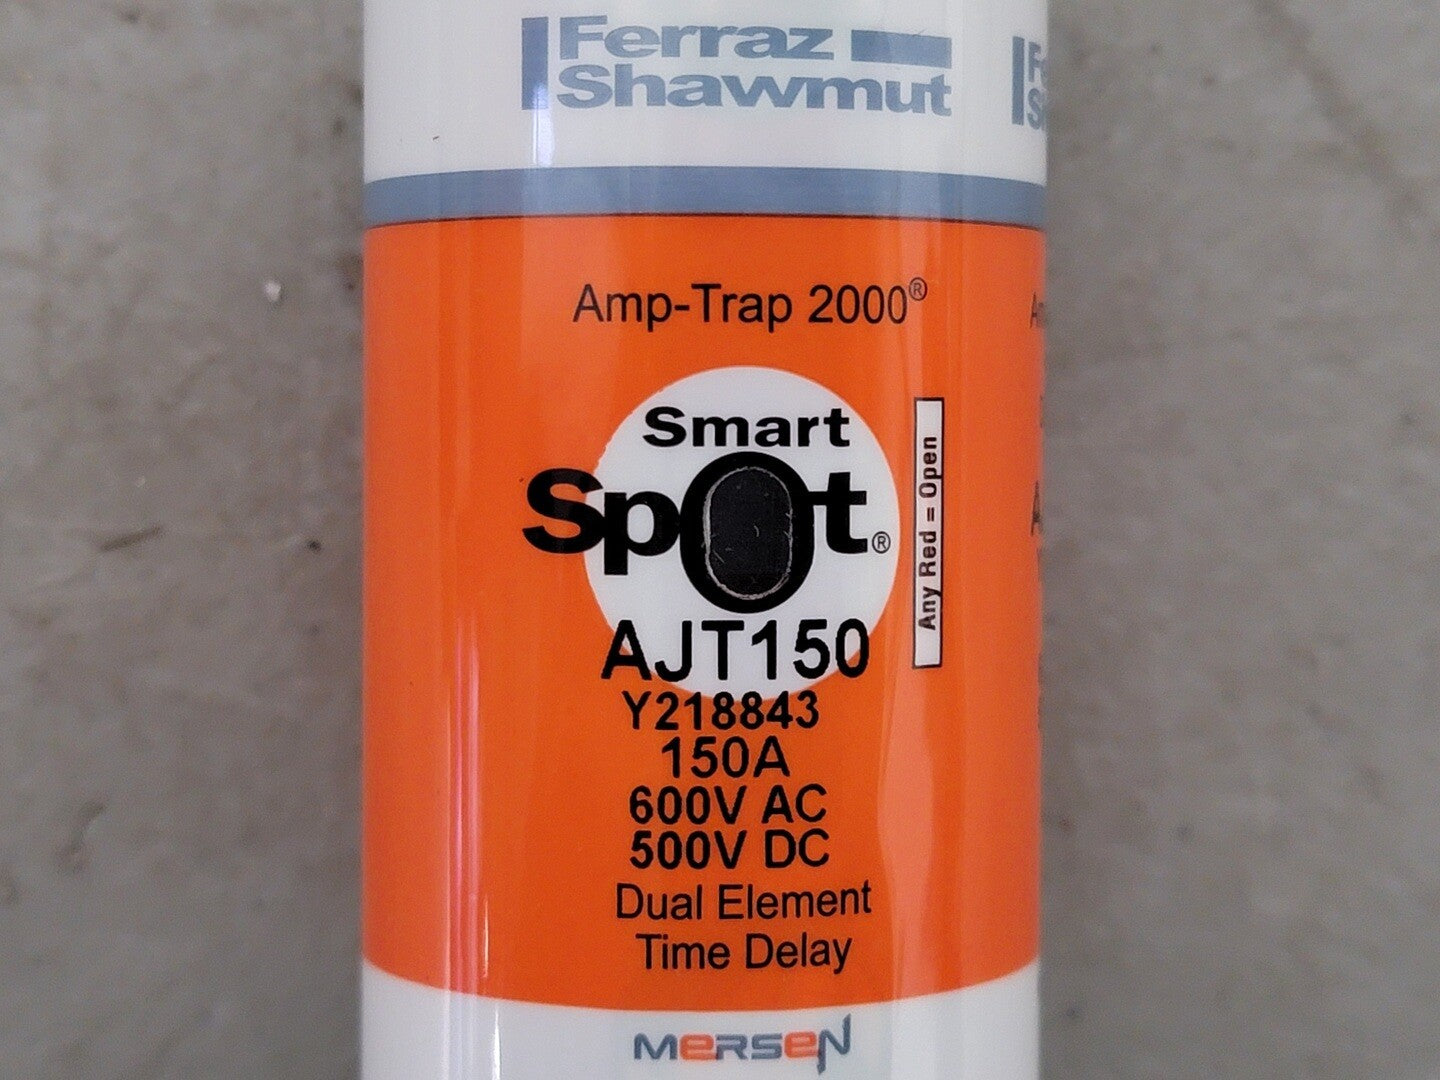 Ferraz
Shawmut
Amp-Trap 2000®
Smart
Spot®
Any Red = Open
AJT150
Y218843
150A
600V AC
500V DC
Dual Element
Time Delay
MERSEN